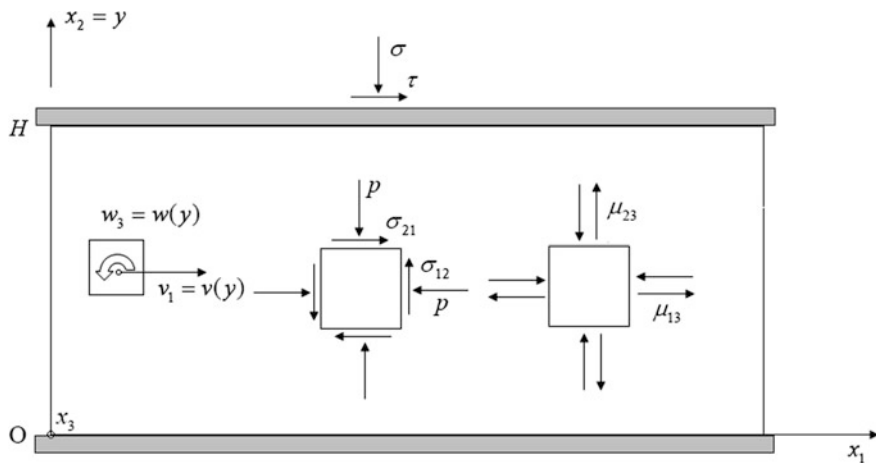 x₂ = y
σ
τ
H
w₃ = w(y)
v₁ = v(y)
p
σ₂₁
σ₁₂
p
μ₂₃
μ₁₃
x₃
O
x₁